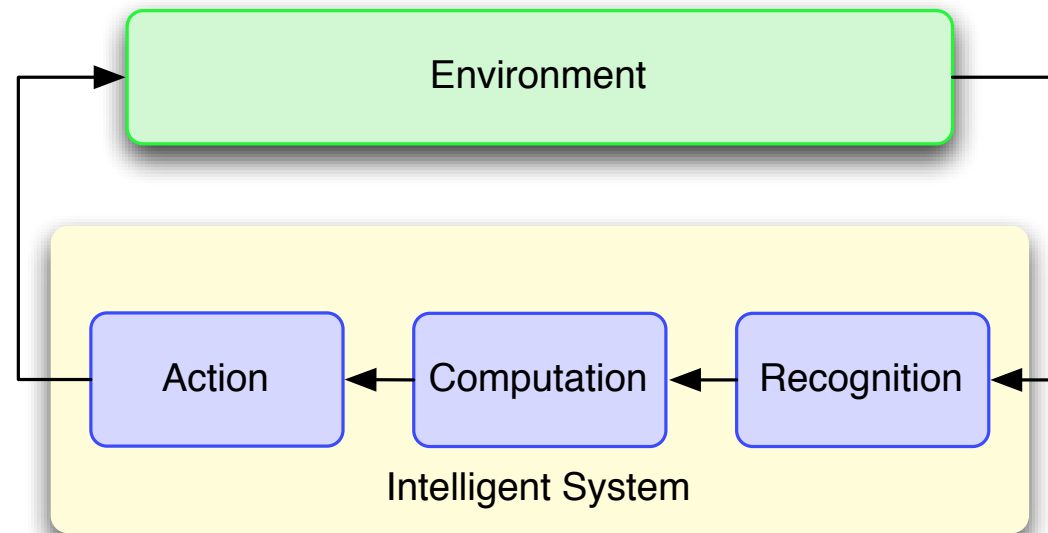 Environment
Action
Computation
Recognition
Intelligent System